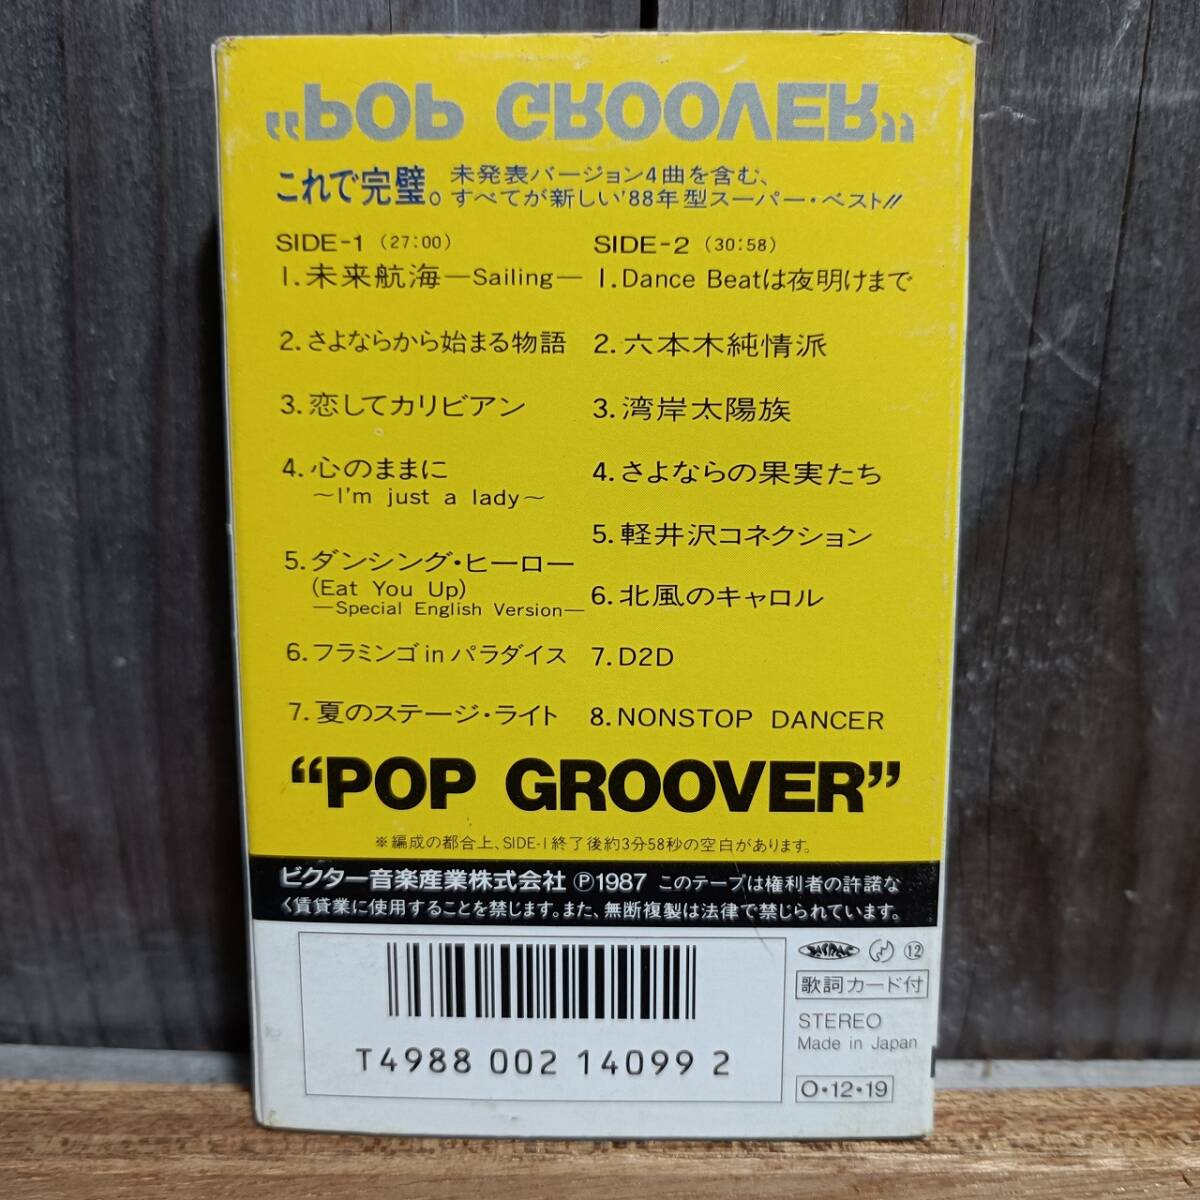 “POP GROOVER”
これで完璧。
未発表バージョン4曲を含む、
すべてが新しい'88年型スーパー・ベスト!!
SIDE-1 (27:00)
1.未来航海—Sailing—
2.さよならから始まる物語
3.恋してカリビアン
4.心のままに
～I'm just a lady～
5.ダンシング・ヒーロー
(Eat You Up)
—Special English Version—
6.フラミンゴ in パラダイス
7.夏のステージ・ライト
SIDE-2 (30:58)
1.Dance Beatは夜明けまで
2.六本木純情派
3.湾岸太陽族
4.さよならの果実たち
5.軽井沢コネクション
6.北風のキャロル
7.D2D
8.NONSTOP DANCER
“POP GROOVER”
※編成の都合上、SIDE-1終了後約3分58秒の空白があります。
ビクター音楽産業株式会社 ℗1987 このテープは権利者の許諾な
く賃貸業に使用することを禁じます。また、無断複製は法律で禁じられています。
JASRAC ⑫
歌詞カード付
STEREO
Made in Japan
O・12・19
T4988 002 14099 2